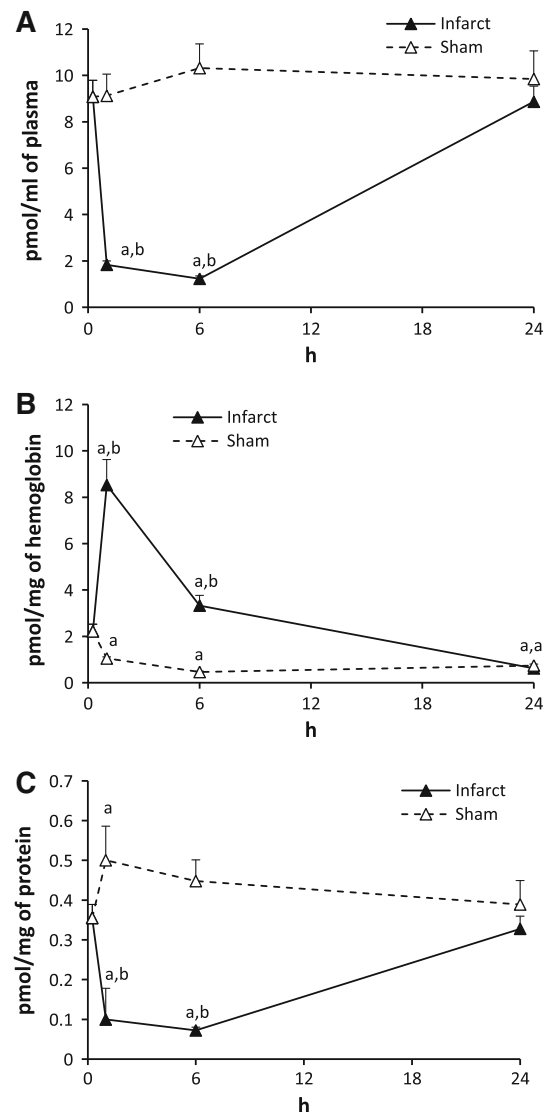 A
Infarct
Sham
pmol/ml of plasma
12
10
8
6
4
2
0
a,b
a,b
0 6 12 18 24
h
B
Infarct
Sham
pmol/mg of hemoglobin
12
10
8
6
4
2
0
a,b
a,b
a
a
a,a
0 6 12 18 24
h
C
Infarct
Sham
pmol/mg of protein
0.7
0.6
0.5
0.4
0.3
0.2
0.1
0
a
a,b
a,b
0 6 12 18 24
h